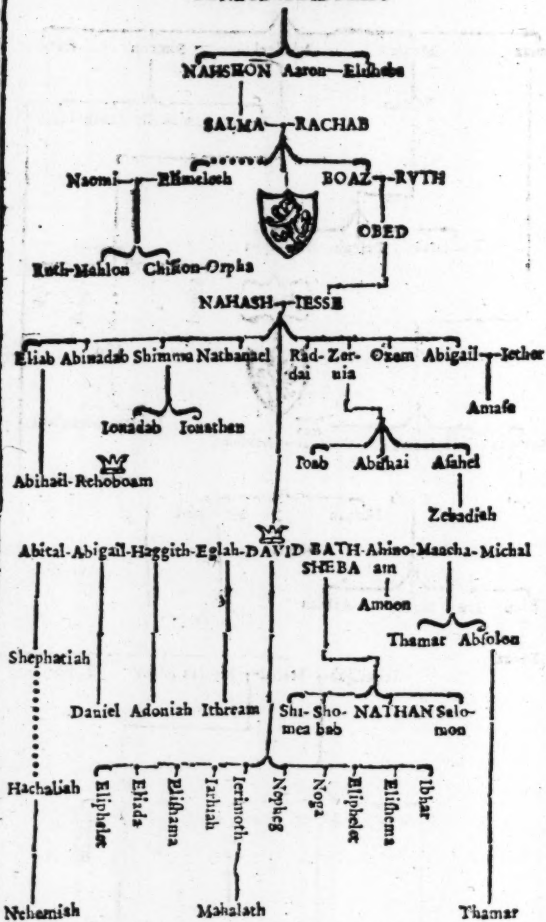 NAHSHON Aaron—Elisheba
SALMA—RACHAB
Naomi—Elimelech BOAZ—RVTH
OBED
Ruth-Mahlon Chilion-Orpha
NAHASH—IESSE
Eliab Abinadab Shimma Nathanael Rad- Zer- Ozem Abigail—Iether
dai uia
Amasa
Ionadab Ionathan
Ioab Abishai Asahel
Abihail-Rehoboam
Zebadiah
Abital-Abigail-Haggith-Eglah-DAVID BATH-Ahino-Maacha-Michal
SHEBA am
Amnon
Thamar Absolon
Shephatiah
Daniel Adoniah Ithream Shi- Sho- NATHAN Salo-
mea bab mon
Hachaliah
Eliphelet
Eliada
Elishama
Iaphiah
Ierimoth
Nepheg
Noga
Eliphelet
Elishema
Ibhar
Nehemiah Mahalath Thamar